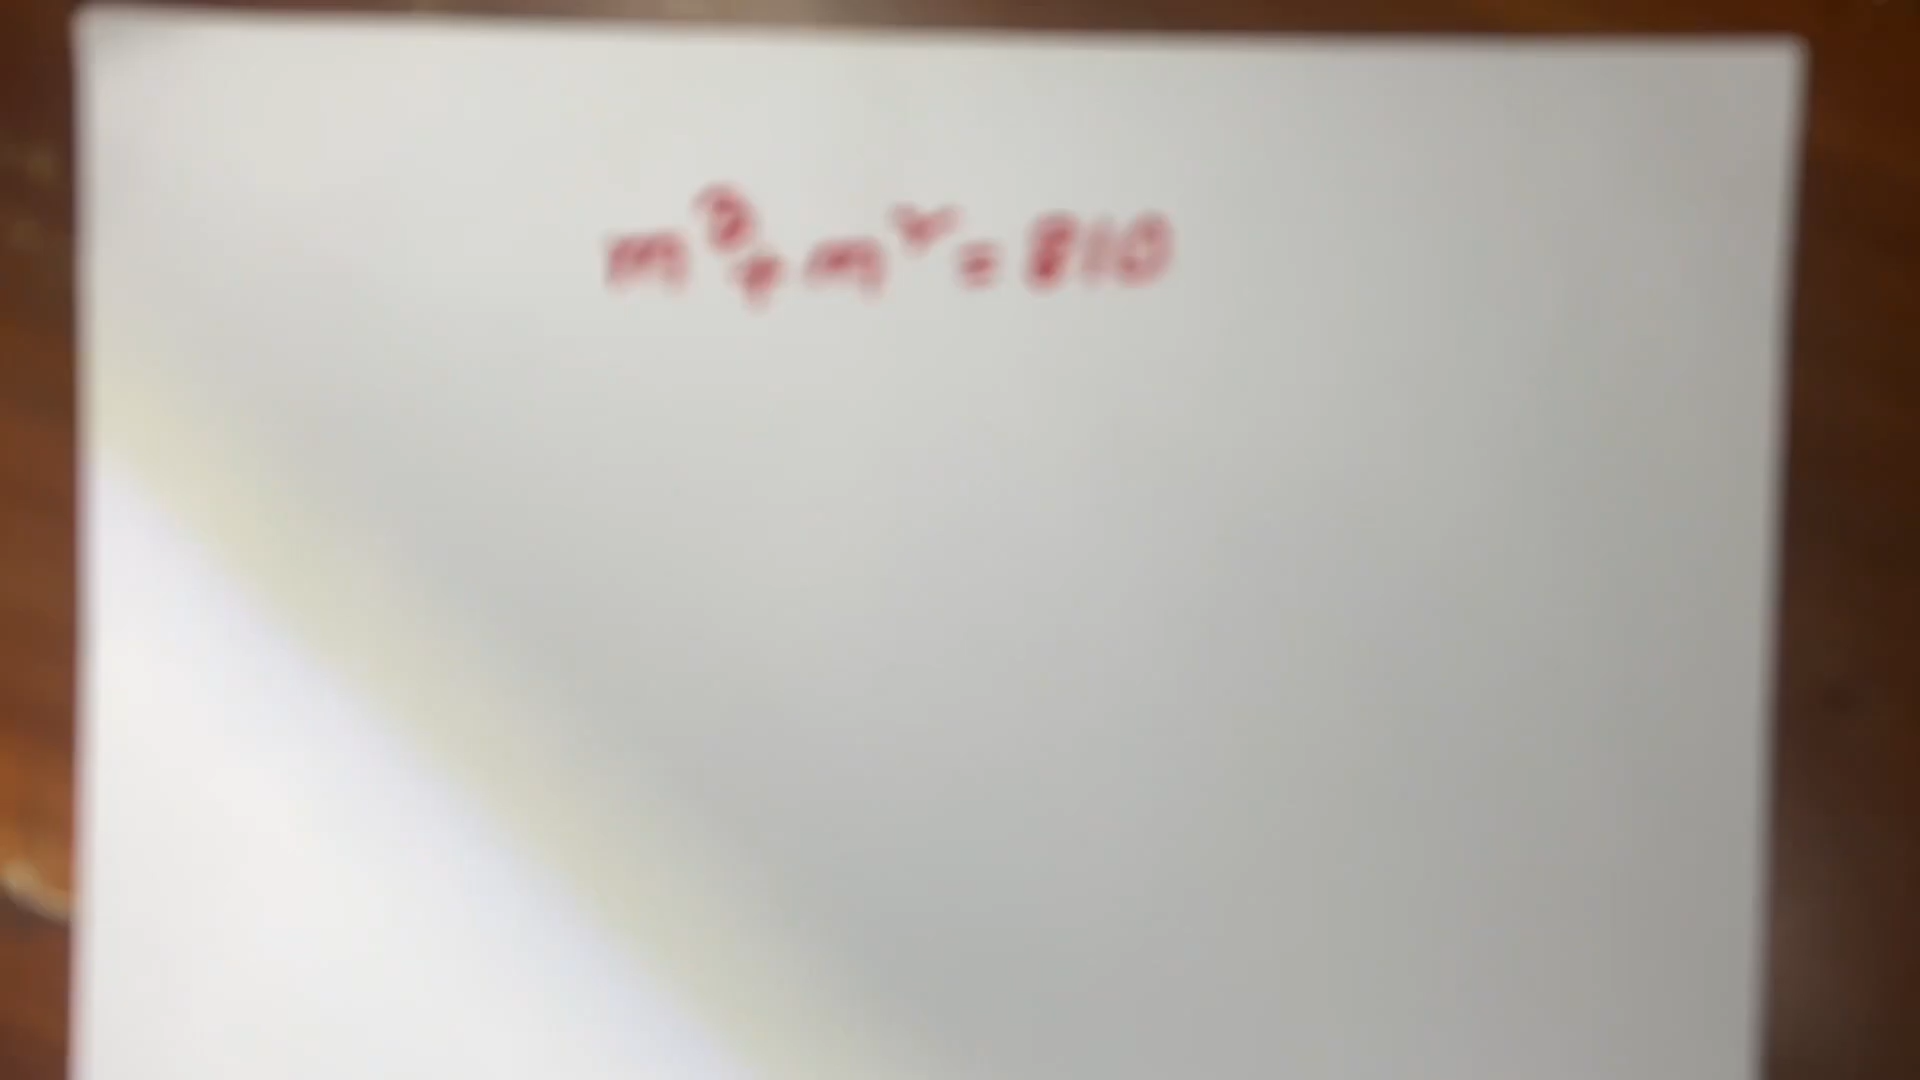 m³ + m² = 810